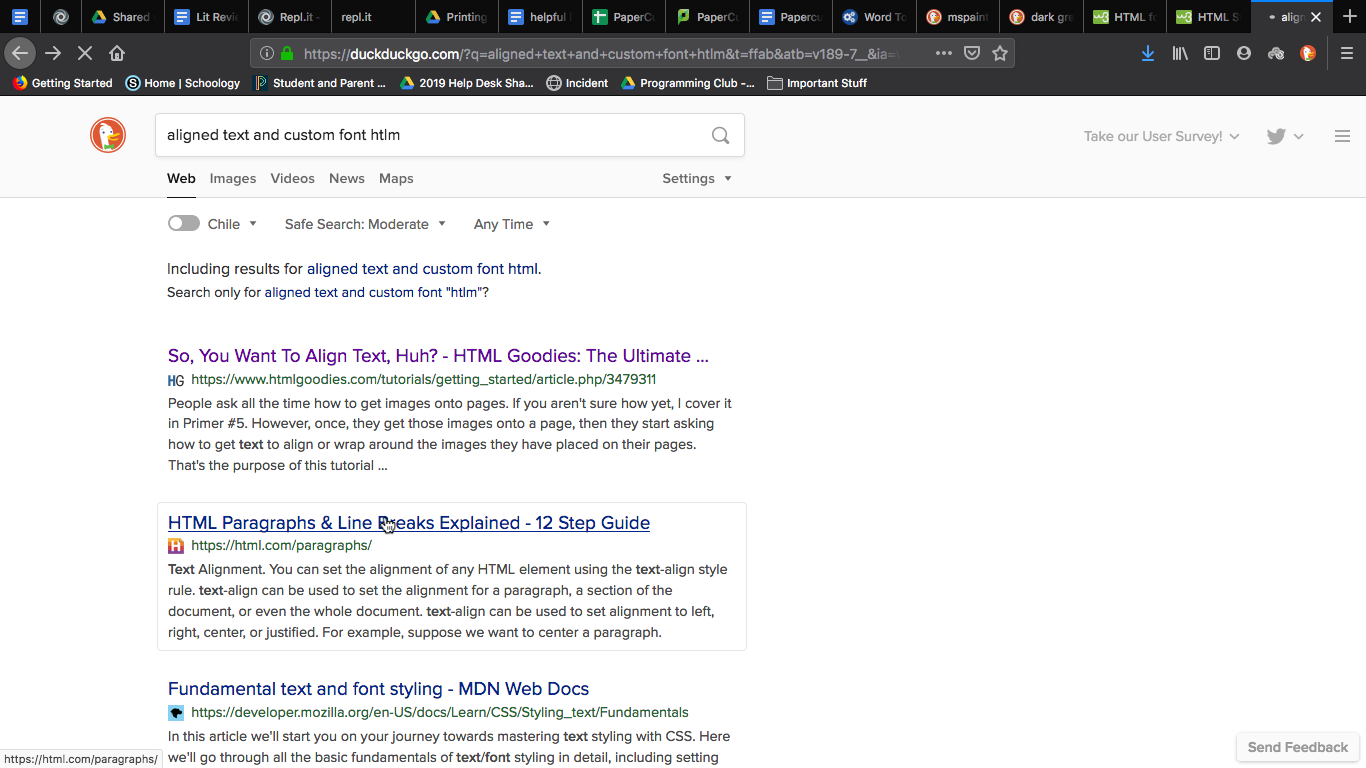 Shared
Lit Revi
Repl.it -
repl.it
Printing
helpful
PaperCu
PaperCu
Papercu
Word To
mspaint
dark gre
HTML fo
HTML S
align
https://duckduckgo.com/?q=aligned+text+and+custom+font+htlm&t=ffab&atb=v189-7__&ia=
Getting Started
Home | Schoology
Student and Parent ...
2019 Help Desk Sha...
Incident
Programming Club -...
Important Stuff
aligned text and custom font htlm
Take our User Survey!
Web
Images
Videos
News
Maps
Settings
Chile
Safe Search: Moderate
Any Time
Including results for aligned text and custom font html.
Search only for aligned text and custom font "htlm"?
So, You Want To Align Text, Huh? - HTML Goodies: The Ultimate ...
HG https://www.htmlgoodies.com/tutorials/getting_started/article.php/3479311
People ask all the time how to get images onto pages. If you aren't sure how yet, I cover it
in Primer #5. However, once, they get those images onto a page, then they start asking
how to get text to align or wrap around the images they have placed on their pages.
That's the purpose of this tutorial ...
HTML Paragraphs & Line Breaks Explained - 12 Step Guide
H https://html.com/paragraphs/
Text Alignment. You can set the alignment of any HTML element using the text-align style
rule. text-align can be used to set the alignment for a paragraph, a section of the
document, or even the whole document. text-align can be used to set alignment to left,
right, center, or justified. For example, suppose we want to center a paragraph.
Fundamental text and font styling - MDN Web Docs
https://developer.mozilla.org/en-US/docs/Learn/CSS/Styling_text/Fundamentals
In this article we'll start you on your journey towards mastering text styling with CSS. Here
we'll go through all the basic fundamentals of text/font styling in detail, including setting
Send Feedback
https://html.com/paragraphs/